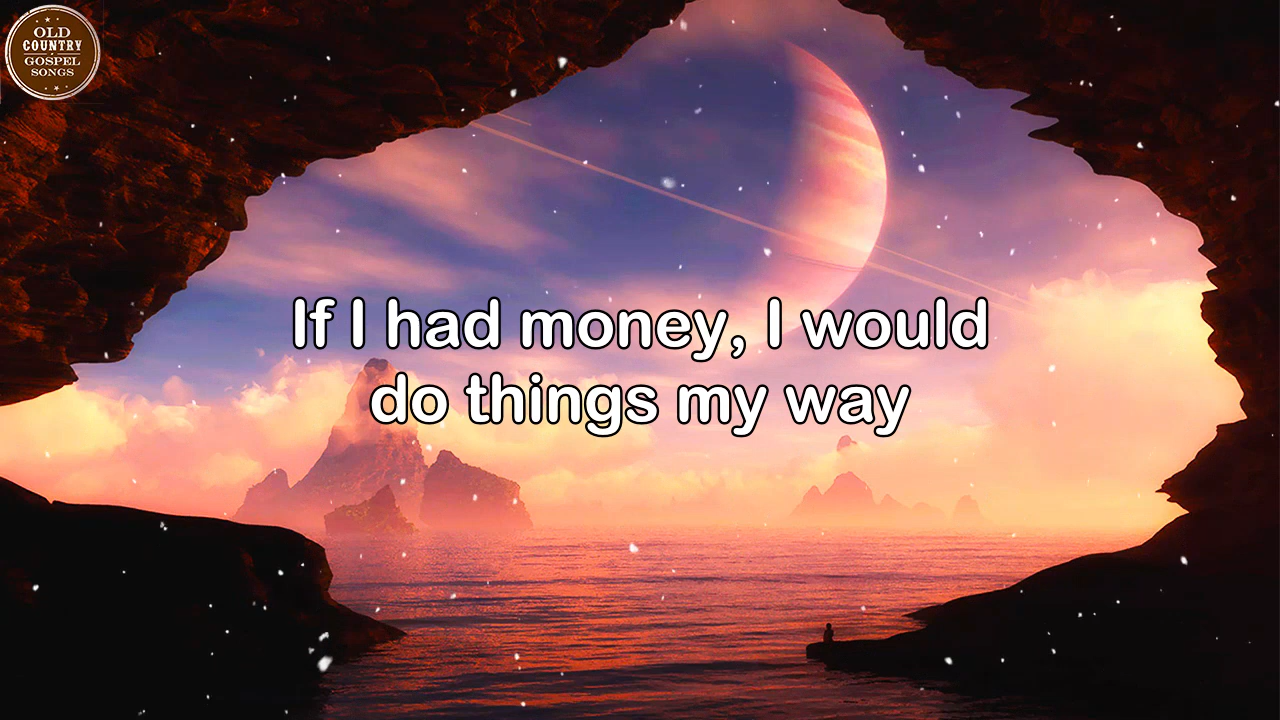 OLD
COUNTRY
GOSPEL
SONGS
If I had money, I would
do things my way